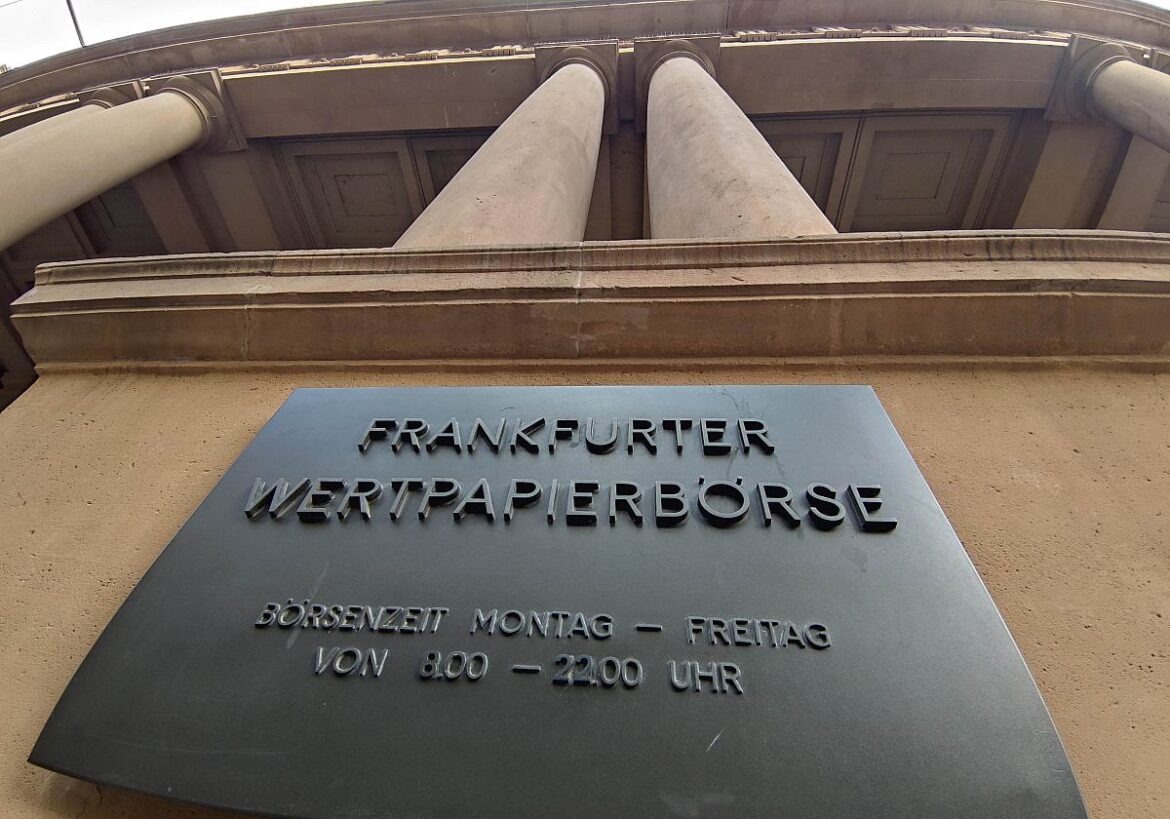 FRANKFURTER
WERTPAPIERBÖRSE
BÖRSENZEIT MONTAG – FREITAG
VON 8.00 – 22.00 UHR